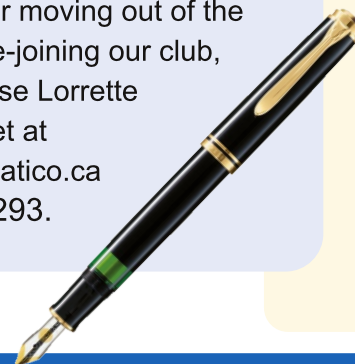 r moving out of the
e-joining our club,
se Lorrette
et at
atico.ca
293.